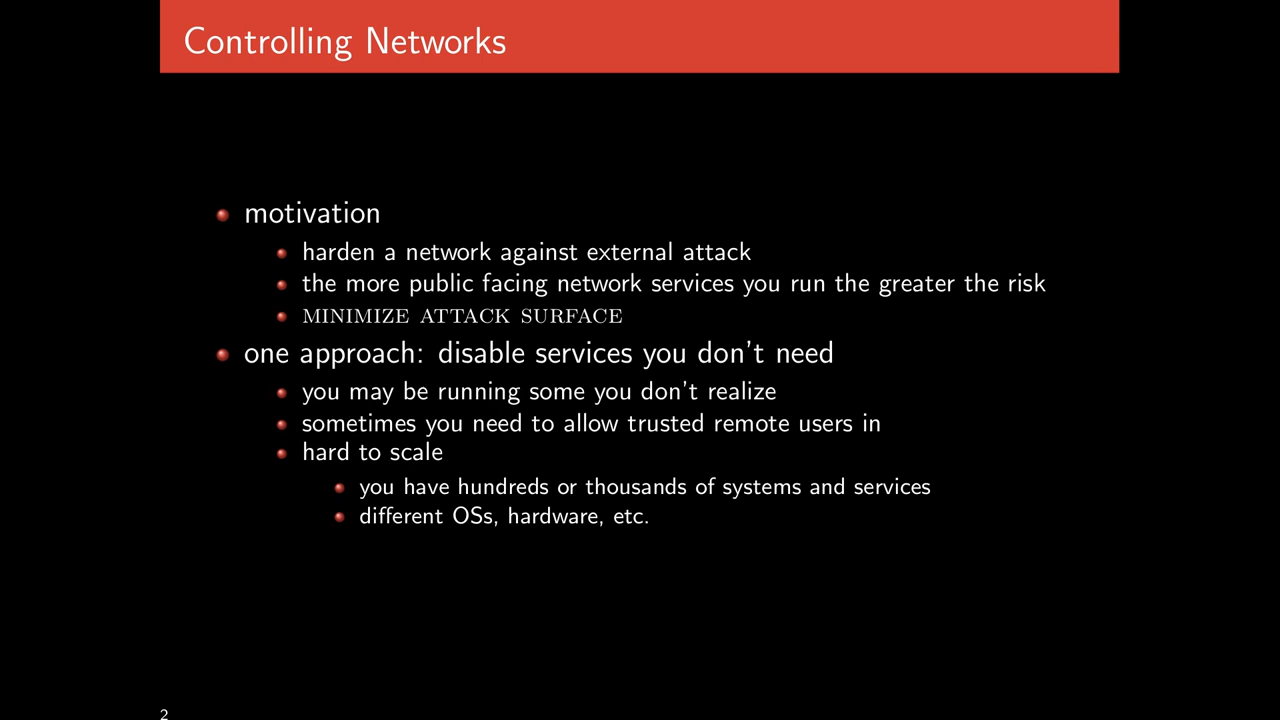 Controlling Networks
motivation
harden a network against external attack
the more public facing network services you run the greater the risk
MINIMIZE ATTACK SURFACE
one approach: disable services you don't need
you may be running some you don't realize
sometimes you need to allow trusted remote users in
hard to scale
you have hundreds or thousands of systems and services
different OSs, hardware, etc.
2